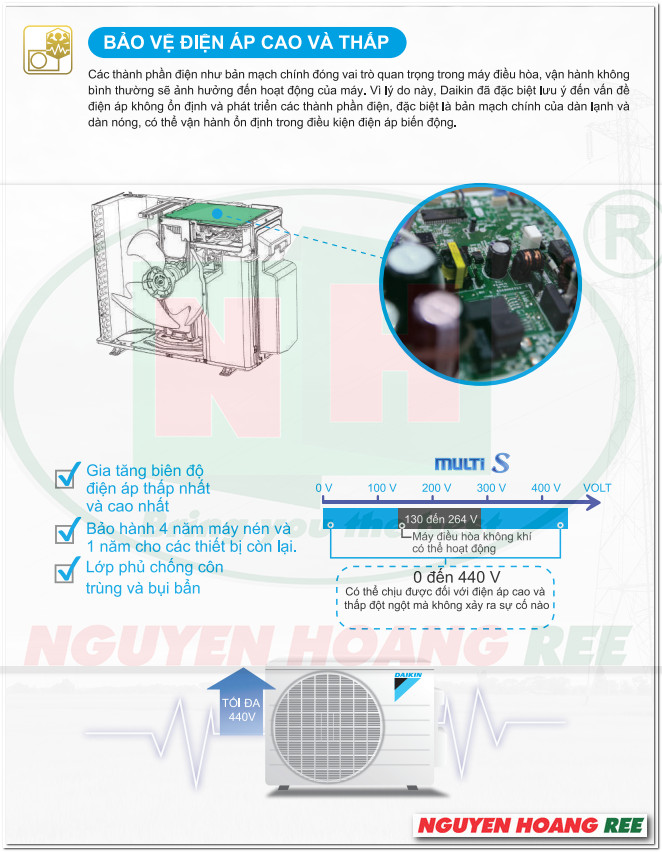 BẢO VỆ ĐIỆN ÁP CAO VÀ THẤP
Các thành phần điện như bản mạch chính đóng vai trò quan trọng trong máy điều hòa, vận hành không
bình thường sẽ ảnh hưởng đến hoạt động của máy. Vì lý do này, Daikin đã đặc biệt lưu ý đến vấn đề
điện áp không ổn định và phát triển các thành phần điện, đặc biệt là bản mạch chính của dàn lạnh và
dàn nóng, có thể vận hành ổn định trong điều kiện điện áp biến động.
®
NH
Gia tăng biên độ
điện áp thấp nhất
và cao nhất
Bảo hành 4 năm máy nén và
1 năm cho các thiết bị còn lại.
Lớp phủ chống côn
trùng và bụi bẩn
MULTI S
0 V 100 V 200 V 300 V 400 V VOLT
130 đến 264 V
Máy điều hòa không khí
có thể hoạt động
0 đến 440 V
Có thể chịu được đối với điện áp cao và
thấp đột ngột mà không xảy ra sự cố nào
NGUYEN HOANG REE
DAIKIN
TỐI ĐA
440V
NGUYEN HOANG REE